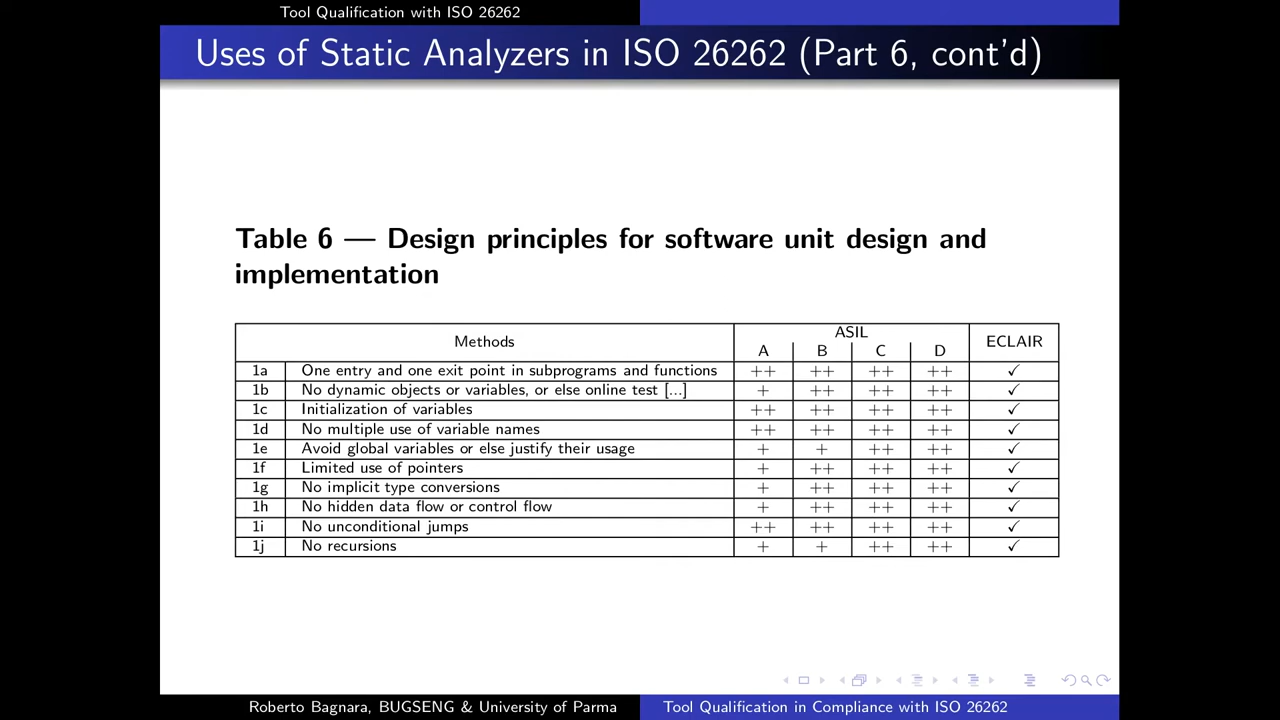 Tool Qualification with ISO 26262
Uses of Static Analyzers in ISO 26262 (Part 6, cont'd)
Table 6 — Design principles for software unit design and
implementation
Methods ASIL ECLAIR
A B C D
1a One entry and one exit point in subprograms and functions ++ ++ ++ ++ ✓
1b No dynamic objects or variables, or else online test [...] + ++ ++ ++ ✓
1c Initialization of variables ++ ++ ++ ++ ✓
1d No multiple use of variable names ++ ++ ++ ++ ✓
1e Avoid global variables or else justify their usage + + ++ ++ ✓
1f Limited use of pointers + ++ ++ ++ ✓
1g No implicit type conversions + ++ ++ ++ ✓
1h No hidden data flow or control flow + ++ ++ ++ ✓
1i No unconditional jumps ++ ++ ++ ++ ✓
1j No recursions + + ++ ++ ✓
Roberto Bagnara, BUGSENG & University of Parma Tool Qualification in Compliance with ISO 26262